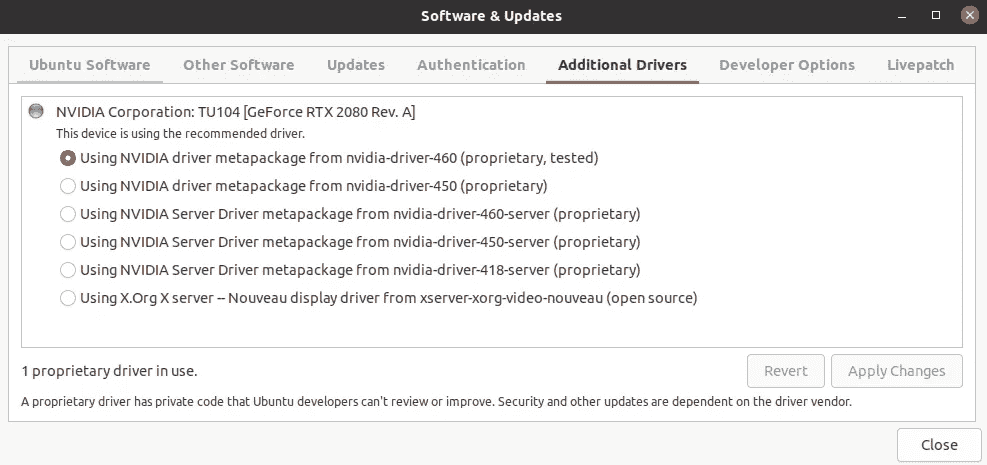 Software & Updates
Ubuntu Software Other Software Updates Authentication Additional Drivers Developer Options Livepatch
NVIDIA Corporation: TU104 [GeForce RTX 2080 Rev. A]
This device is using the recommended driver.
Using NVIDIA driver metapackage from nvidia-driver-460 (proprietary, tested)
Using NVIDIA driver metapackage from nvidia-driver-450 (proprietary)
Using NVIDIA Server Driver metapackage from nvidia-driver-460-server (proprietary)
Using NVIDIA Server Driver metapackage from nvidia-driver-450-server (proprietary)
Using NVIDIA Server Driver metapackage from nvidia-driver-418-server (proprietary)
Using X.Org X server -- Nouveau display driver from xserver-xorg-video-nouveau (open source)
1 proprietary driver in use.
Revert Apply Changes
A proprietary driver has private code that Ubuntu developers can't review or improve. Security and other updates are dependent on the driver vendor.
Close